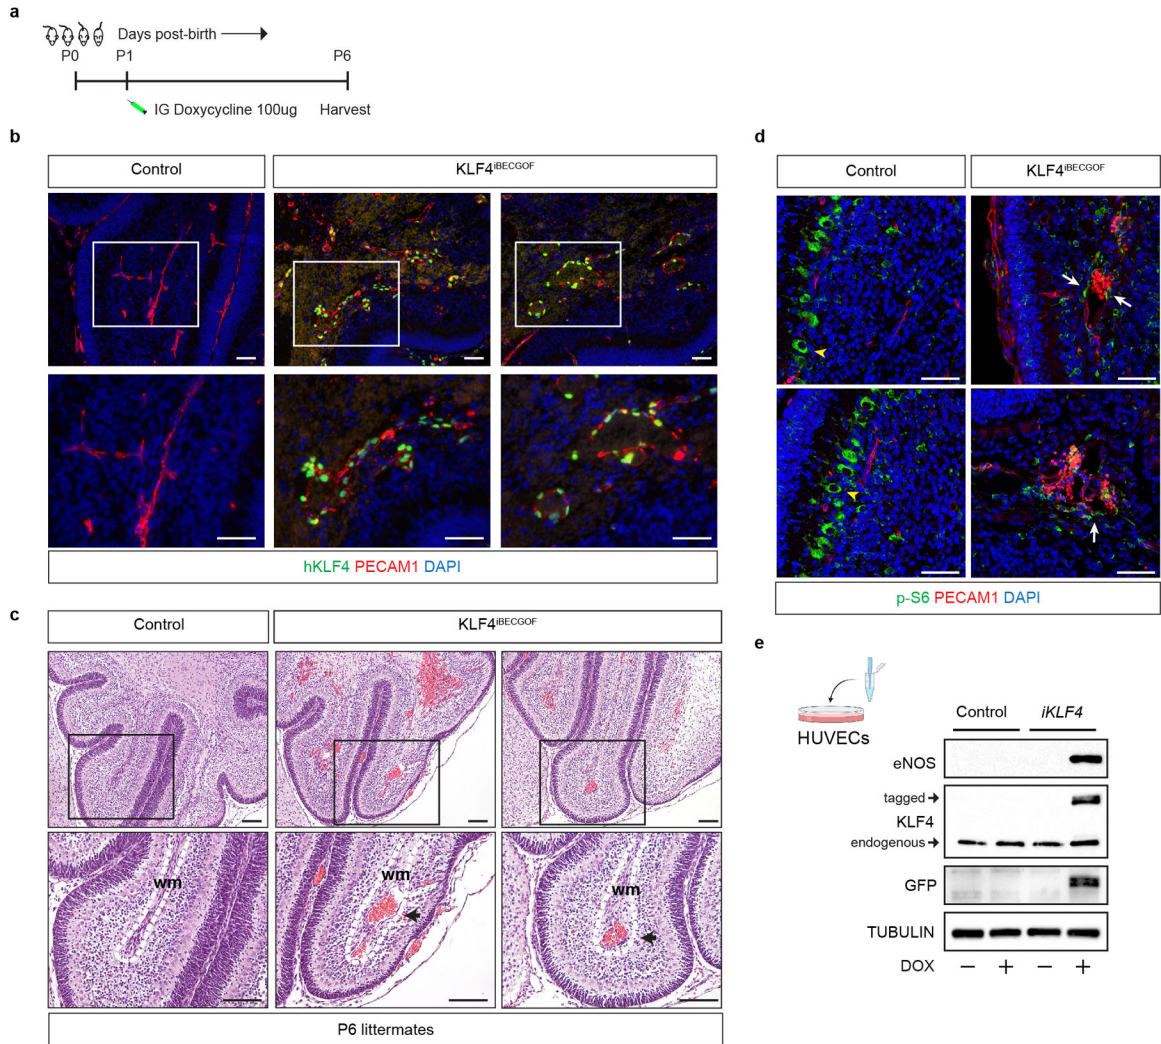 a
Days post-birth
P0 P1 P6
IG Doxycycline 100ug Harvest
b
Control KLF4iBECGOF
hKLF4 PECAM1 DAPI
c
Control KLF4iBECGOF
wm wm wm
P6 littermates
d
Control KLF4iBECGOF
p-S6 PECAM1 DAPI
e
HUVECs
Control iKLF4
eNOS
tagged
KLF4
endogenous
GFP
TUBULIN
DOX − + − +